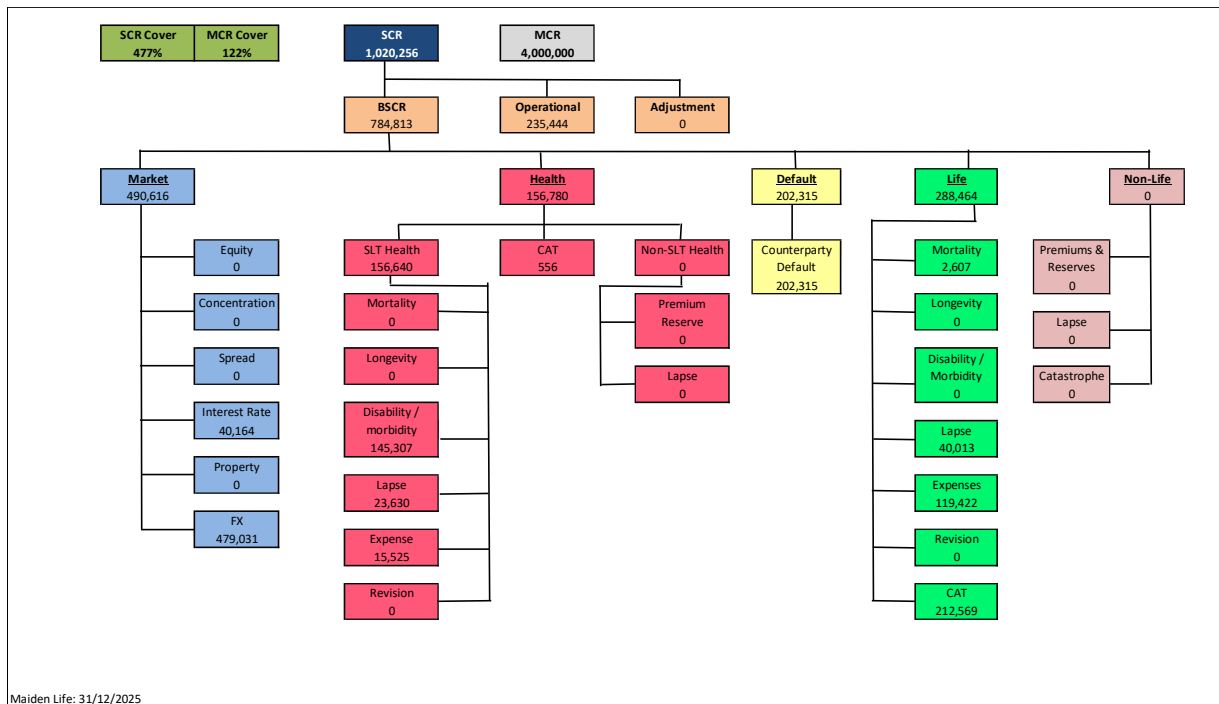 SCR Cover
477%
MCR Cover
122%
SCR
1,020,256
MCR
4,000,000
BSCR
784,813
Operational
235,444
Adjustment
0
Market
490,616
Health
156,780
Default
202,315
Life
288,464
Non-Life
0
Equity
0
Concentration
0
Spread
0
Interest Rate
40,164
Property
0
FX
479,031
SLT Health
156,640
Mortality
0
Longevity
0
Disability /
morbidity
145,307
Lapse
23,630
Expense
15,525
Revision
0
CAT
556
Non-SLT Health
0
Premium
Reserve
0
Lapse
0
Counterparty
Default
202,315
Mortality
2,607
Longevity
0
Disability /
Morbidity
0
Lapse
40,013
Expenses
119,422
Revision
0
CAT
212,569
Premiums &
Reserves
0
Lapse
0
Catastrophe
0
Maiden Life: 31/12/2025